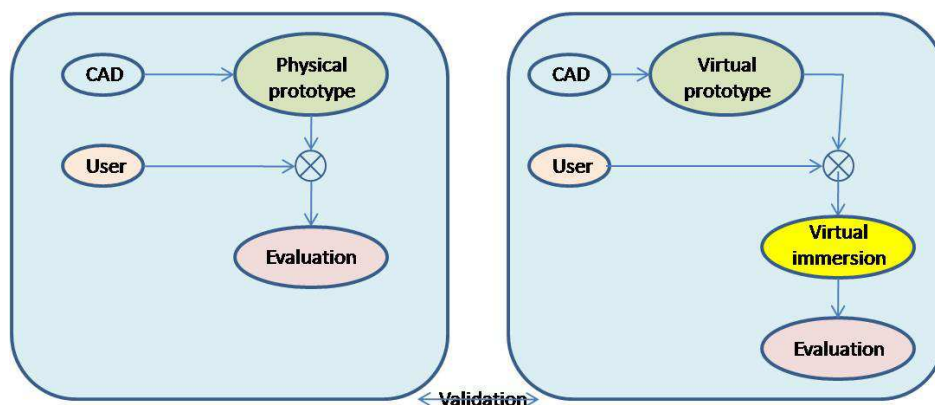 CAD
Physical
prototype
User
Evaluation
CAD
Virtual
prototype
User
Virtual
immersion
Evaluation
Validation